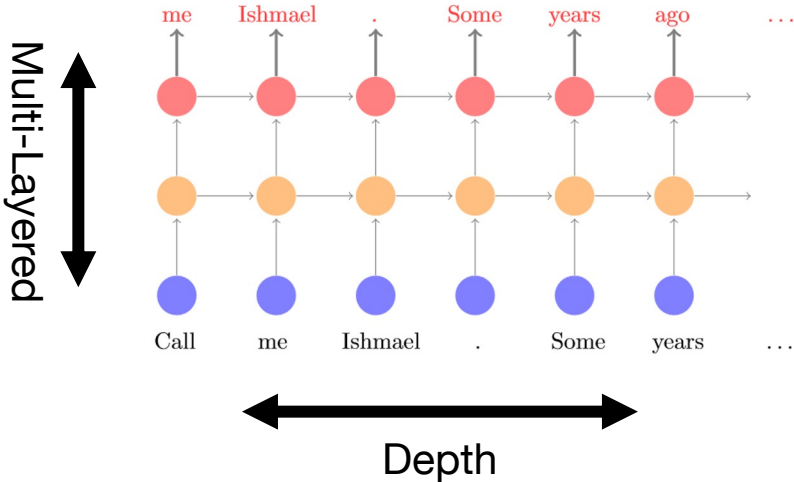 me Ishmael . Some years ago ...
Multi-Layered
Call me Ishmael . Some years ...
Depth